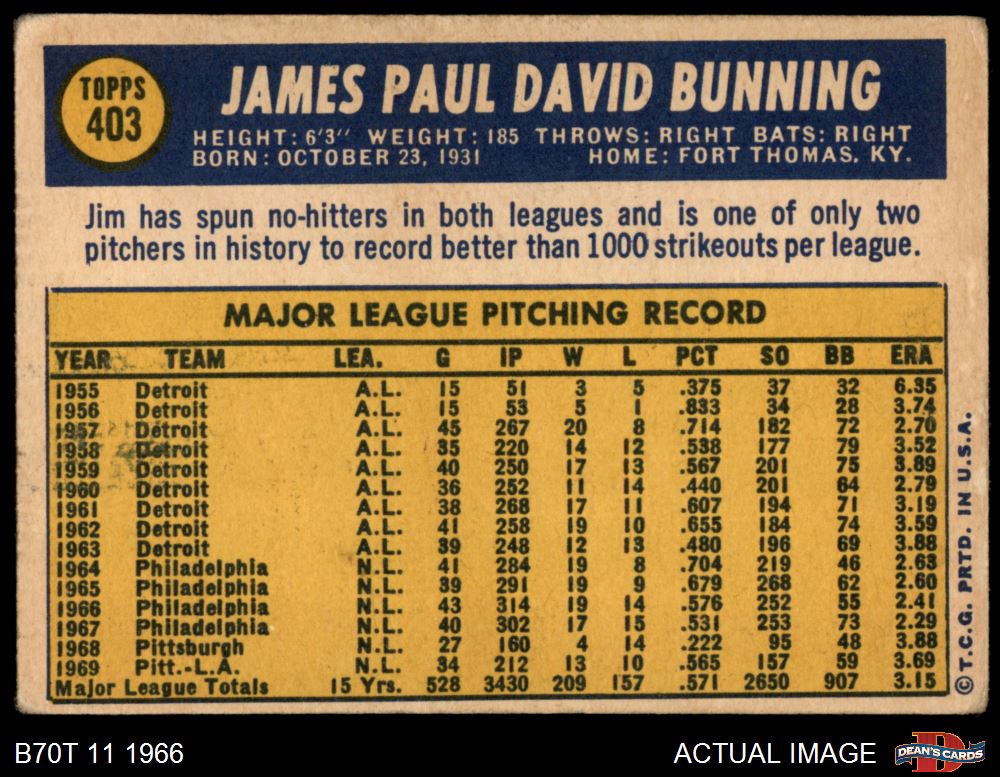 TOPPS
403
JAMES PAUL DAVID BUNNING
HEIGHT: 6'3" WEIGHT: 185 THROWS: RIGHT BATS: RIGHT
BORN: OCTOBER 23, 1931 HOME: FORT THOMAS, KY.
Jim has spun no-hitters in both leagues and is one of only two
pitchers in history to record better than 1000 strikeouts per league.
MAJOR LEAGUE PITCHING RECORD
YEAR TEAM LEA. G IP W L PCT SO BB ERA
1955 Detroit A.L. 15 51 3 5 .375 37 32 6.35
1956 Detroit A.L. 15 53 5 1 .833 34 28 3.74
1957 Detroit A.L. 45 267 20 8 .714 182 72 2.70
1958 Detroit A.L. 35 220 14 12 .538 177 79 3.52
1959 Detroit A.L. 40 250 17 13 .567 201 75 3.89
1960 Detroit A.L. 36 252 11 14 .440 201 64 2.79
1961 Detroit A.L. 38 268 17 11 .607 194 71 3.19
1962 Detroit A.L. 41 258 19 10 .655 184 74 3.59
1963 Detroit A.L. 39 248 12 13 .480 196 69 3.88
1964 Philadelphia N.L. 41 284 19 8 .704 219 46 2.63
1965 Philadelphia N.L. 39 291 19 9 .679 268 62 2.60
1966 Philadelphia N.L. 43 314 19 14 .576 252 55 2.41
1967 Philadelphia N.L. 40 302 17 15 .531 253 73 2.29
1968 Pittsburgh N.L. 27 160 4 14 .222 95 48 3.88
1969 Pitt.-L.A. N.L. 34 212 13 10 .565 157 59 3.69
Major League Totals 15 Yrs. 528 3430 209 157 .571 2650 907 3.15
©T.C.G. PRTD. IN U.S.A.
B70T 11 1966
ACTUAL IMAGE
D
DEAN'S CARDS